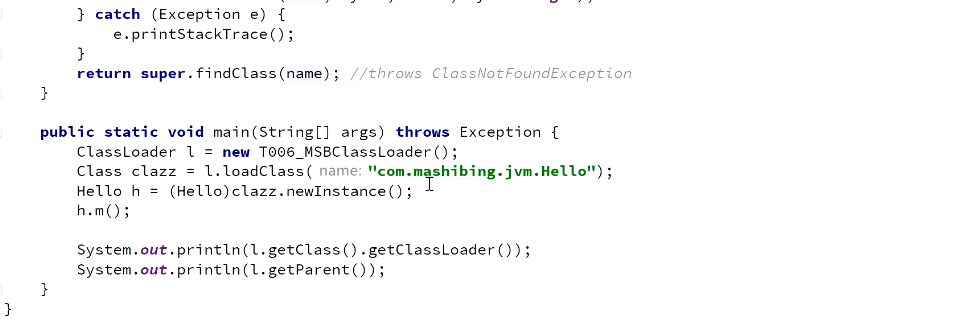 } catch (Exception e) {
e.printStackTrace();
}
return super.findClass(name); //throws ClassNotFoundException
}
public static void main(String[] args) throws Exception {
ClassLoader l = new T006_MSBClassLoader();
Class clazz = l.loadClass( name: "com.mashibing.jvm.Hello");
Hello h = (Hello)clazz.newInstance();
h.m();
System.out.println(l.getClass().getClassLoader());
System.out.println(l.getParent());
}
}